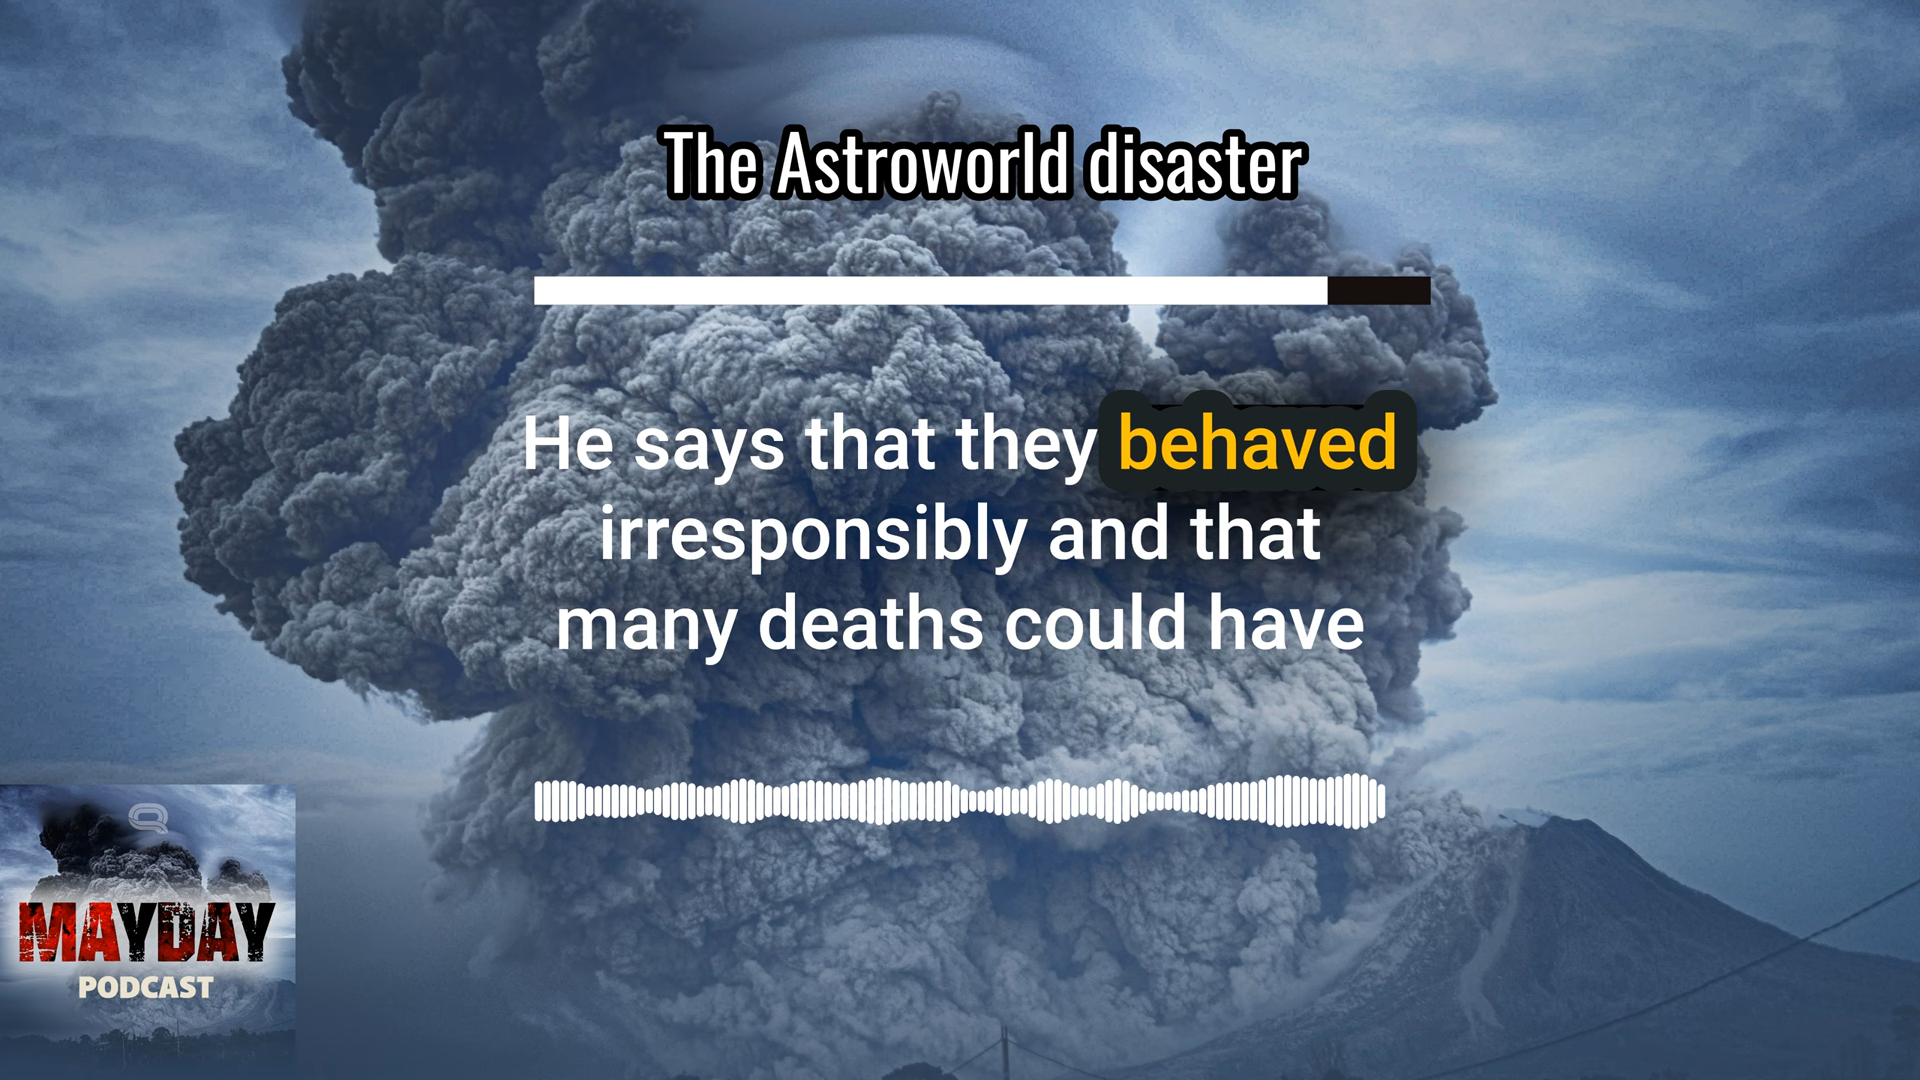 The Astroworld disaster
He says that they behaved
irresponsibly and that
many deaths could have
MAYDAY
PODCAST